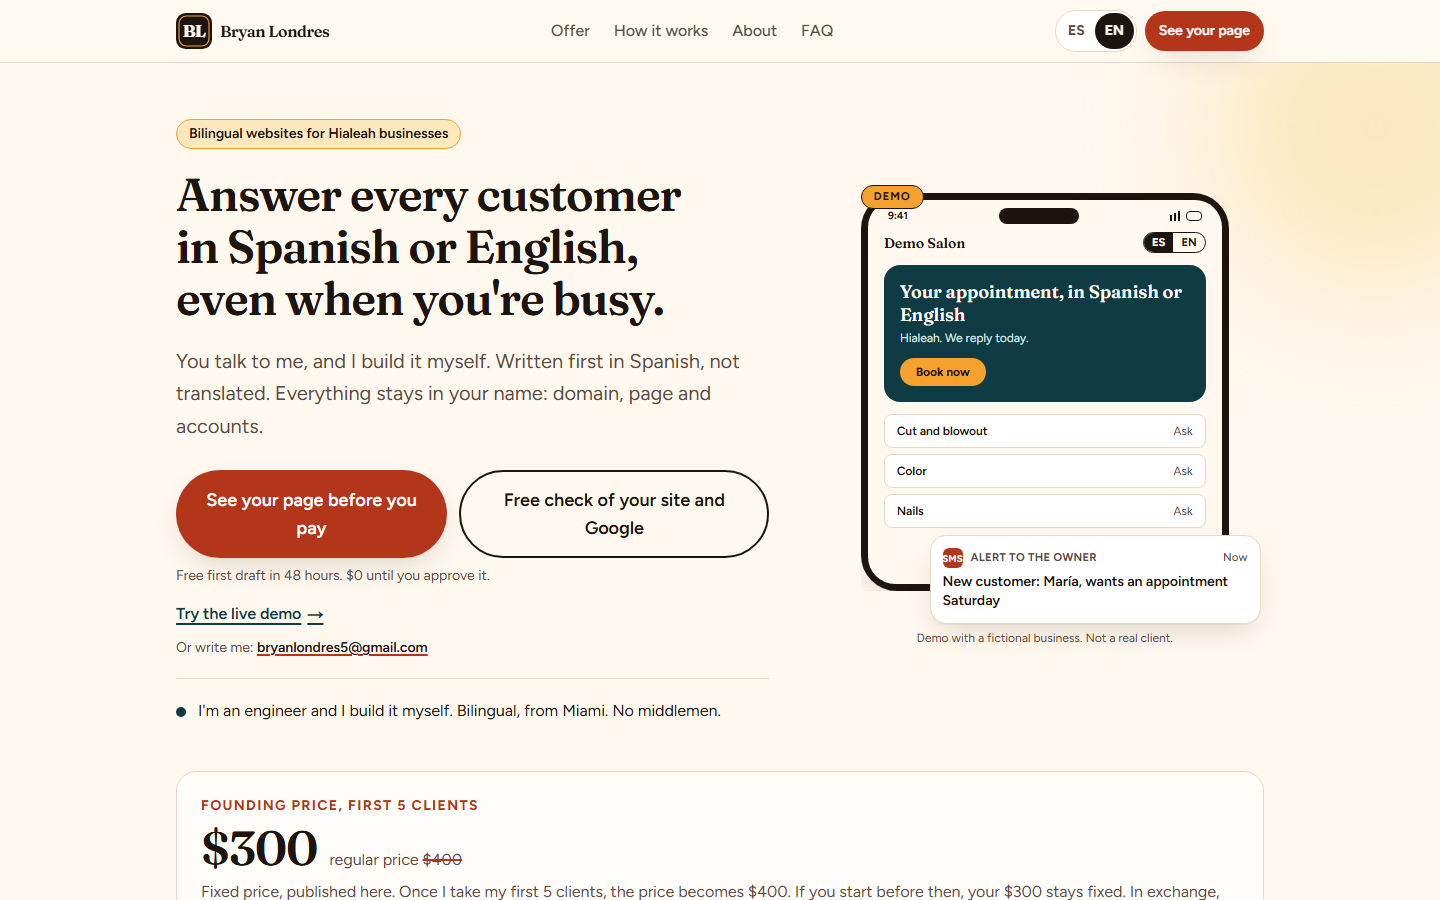 BL Bryan Londres
Offer How it works About FAQ
ES EN See your page
Bilingual websites for Hialeah businesses
Answer every customer
in Spanish or English,
even when you're busy.
You talk to me, and I build it myself. Written first in Spanish, not
translated. Everything stays in your name: domain, page and
accounts.
See your page before you
pay
Free check of your site and
Google
Free first draft in 48 hours. $0 until you approve it.
Try the live demo →
Or write me: bryanlondres5@gmail.com
I'm an engineer and I build it myself. Bilingual, from Miami. No middlemen.
DEMO
9:41
Demo Salon ES EN
Your appointment, in Spanish or
English
Hialeah. We reply today.
Book now
Cut and blowout Ask
Color Ask
Nails Ask
SMS ALERT TO THE OWNER Now
New customer: María, wants an appointment
Saturday
Demo with a fictional business. Not a real client.
FOUNDING PRICE, FIRST 5 CLIENTS
$300 regular price $400
Fixed price, published here. Once I take my first 5 clients, the price becomes $400. If you start before then, your $300 stays fixed. In exchange,